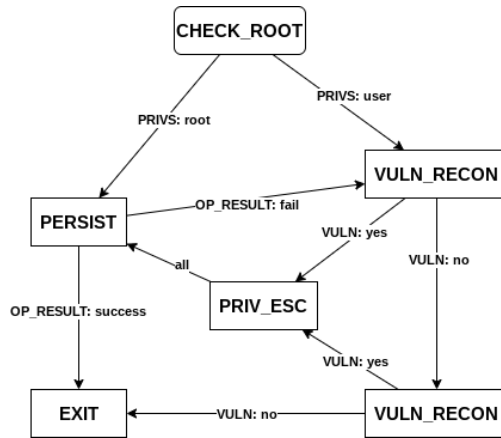 CHECK_ROOT
PRIVS: user
PRIVS: root
VULN_RECON
OP_RESULT: fail
PERSIST
VULN: yes
VULN: no
all
PRIV_ESC
OP_RESULT: success
VULN: yes
EXIT
VULN: no
VULN_RECON